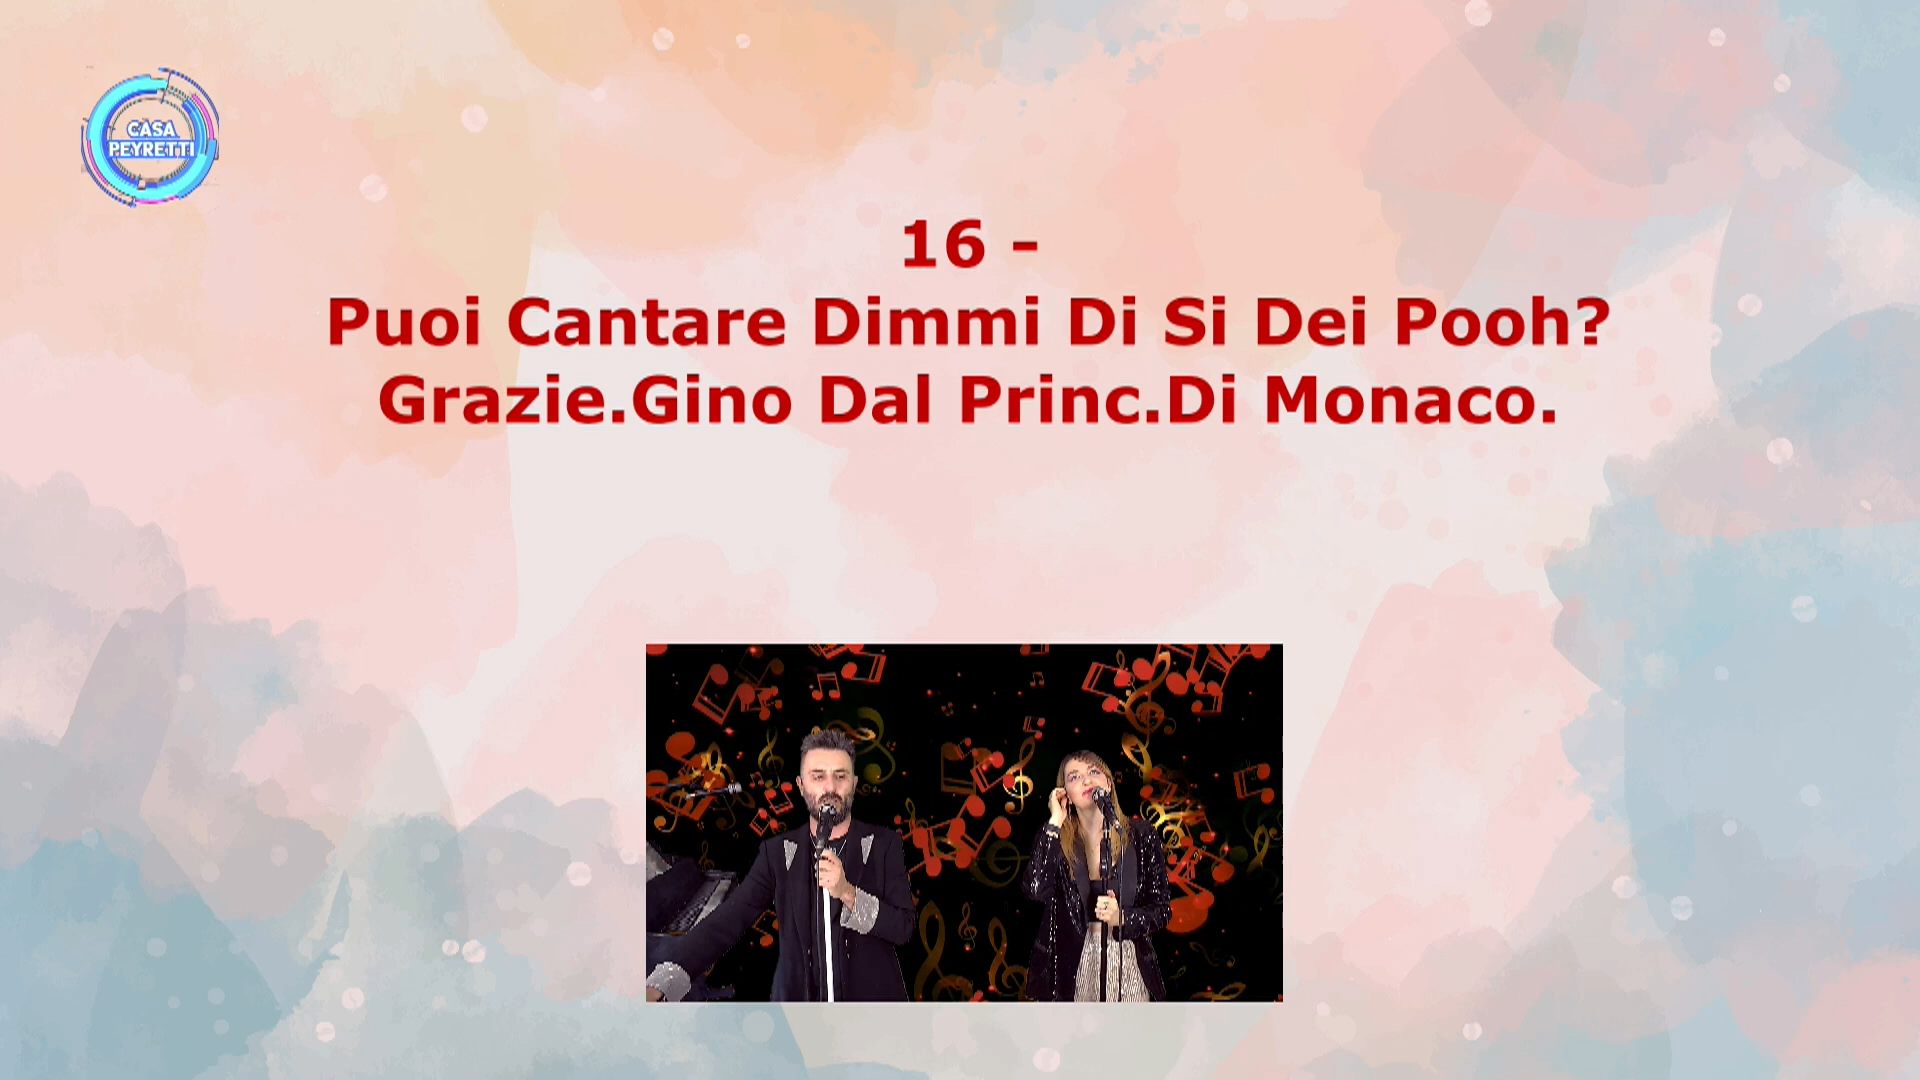 CASA
PEYRETTI
16 -
Puoi Cantare Dimmi Di Si Dei Pooh?
Grazie.Gino Dal Princ.Di Monaco.